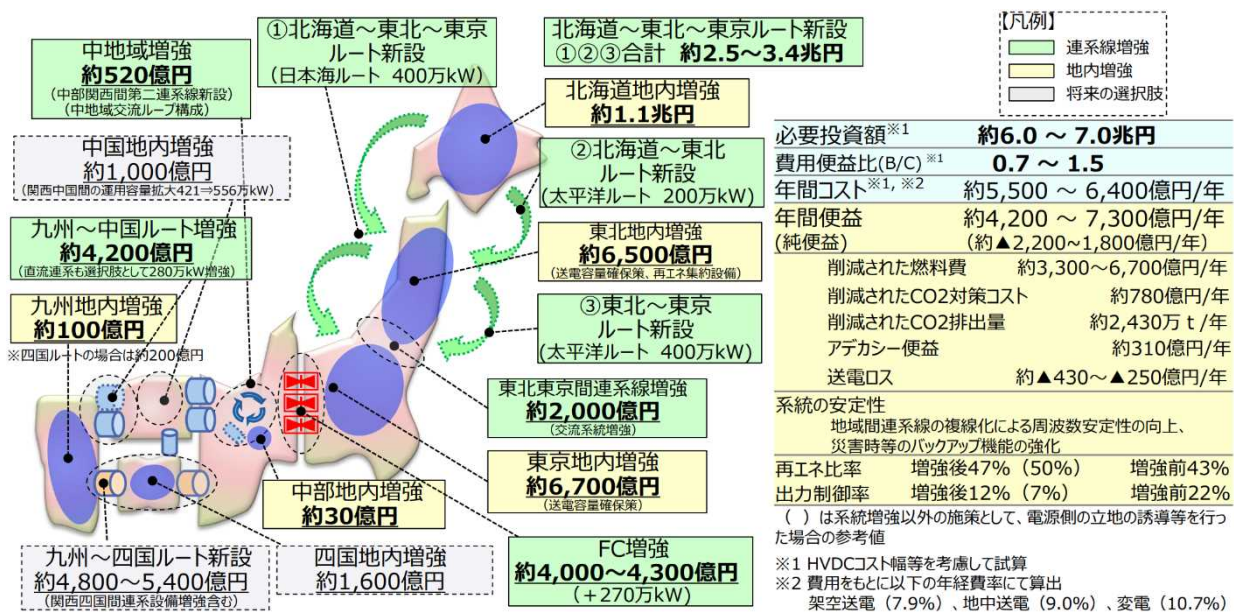 中地域増強
約520億円
(中部関西間第二連系線新設)
(中地域交流ループ構成)
中国地内増強
約1,000億円
(関西中国間の運用容量拡大421⇒556万kW)
九州～中国ルート増強
約4,200億円
(直流連系も選択肢として280万kW増強)
九州地内増強
約100億円
※四国ルートの場合は約200億円
①北海道～東北～東京
ルート新設
(日本海ルート 400万kW)
北海道～東北～東京ルート新設
①②③合計 約2.5～3.4兆円
北海道地内増強
約1.1兆円
②北海道～東北
ルート新設
(太平洋ルート 200万kW)
東北地内増強
約6,500億円
(送電容量確保策、再エネ集約設備)
③東北～東京
ルート新設
(太平洋ルート 400万kW)
東北東京間連系線増強
約2,000億円
(交流系統増強)
東京地内増強
約6,700億円
(送電容量確保策)
中部地内増強
約30億円
九州～四国ルート新設
約4,800～5,400億円
(関西四国間連系設備増強含む)
四国地内増強
約1,600億円
FC増強
約4,000～4,300億円
(+270万kW)
【凡例】
連系線増強
地内増強
将来の選択肢
必要投資額※1 約6.0 ～ 7.0兆円
費用便益比(B/C) ※1 0.7 ～ 1.5
年間コスト※1, ※2 約5,500 ～ 6,400億円/年
年間便益 約4,200 ～ 7,300億円/年
(純便益) (約▲2,200~1,800億円/年)
削減された燃料費 約3,300～6,700億円/年
削減されたCO2対策コスト 約780億円/年
削減されたCO2排出量 約2,430万ｔ/年
アデカシー便益 約310億円/年
送電ロス 約▲430～▲250億円/年
系統の安定性
地域間連系線の複線化による周波数安定性の向上、
災害時等のバックアップ機能の強化
再エネ比率 増強後47%（50%） 増強前43%
出力制御率 増強後12%（7%） 増強前22%
（ ）は系統増強以外の施策として、電源側の立地の誘導等を行っ
た場合の参考値
※1 HVDCコスト幅等を考慮して試算
※2 費用をもとに以下の年経費率にて算出
架空送電（7.9%）、地中送電（9.0%）、変電（10.7%）